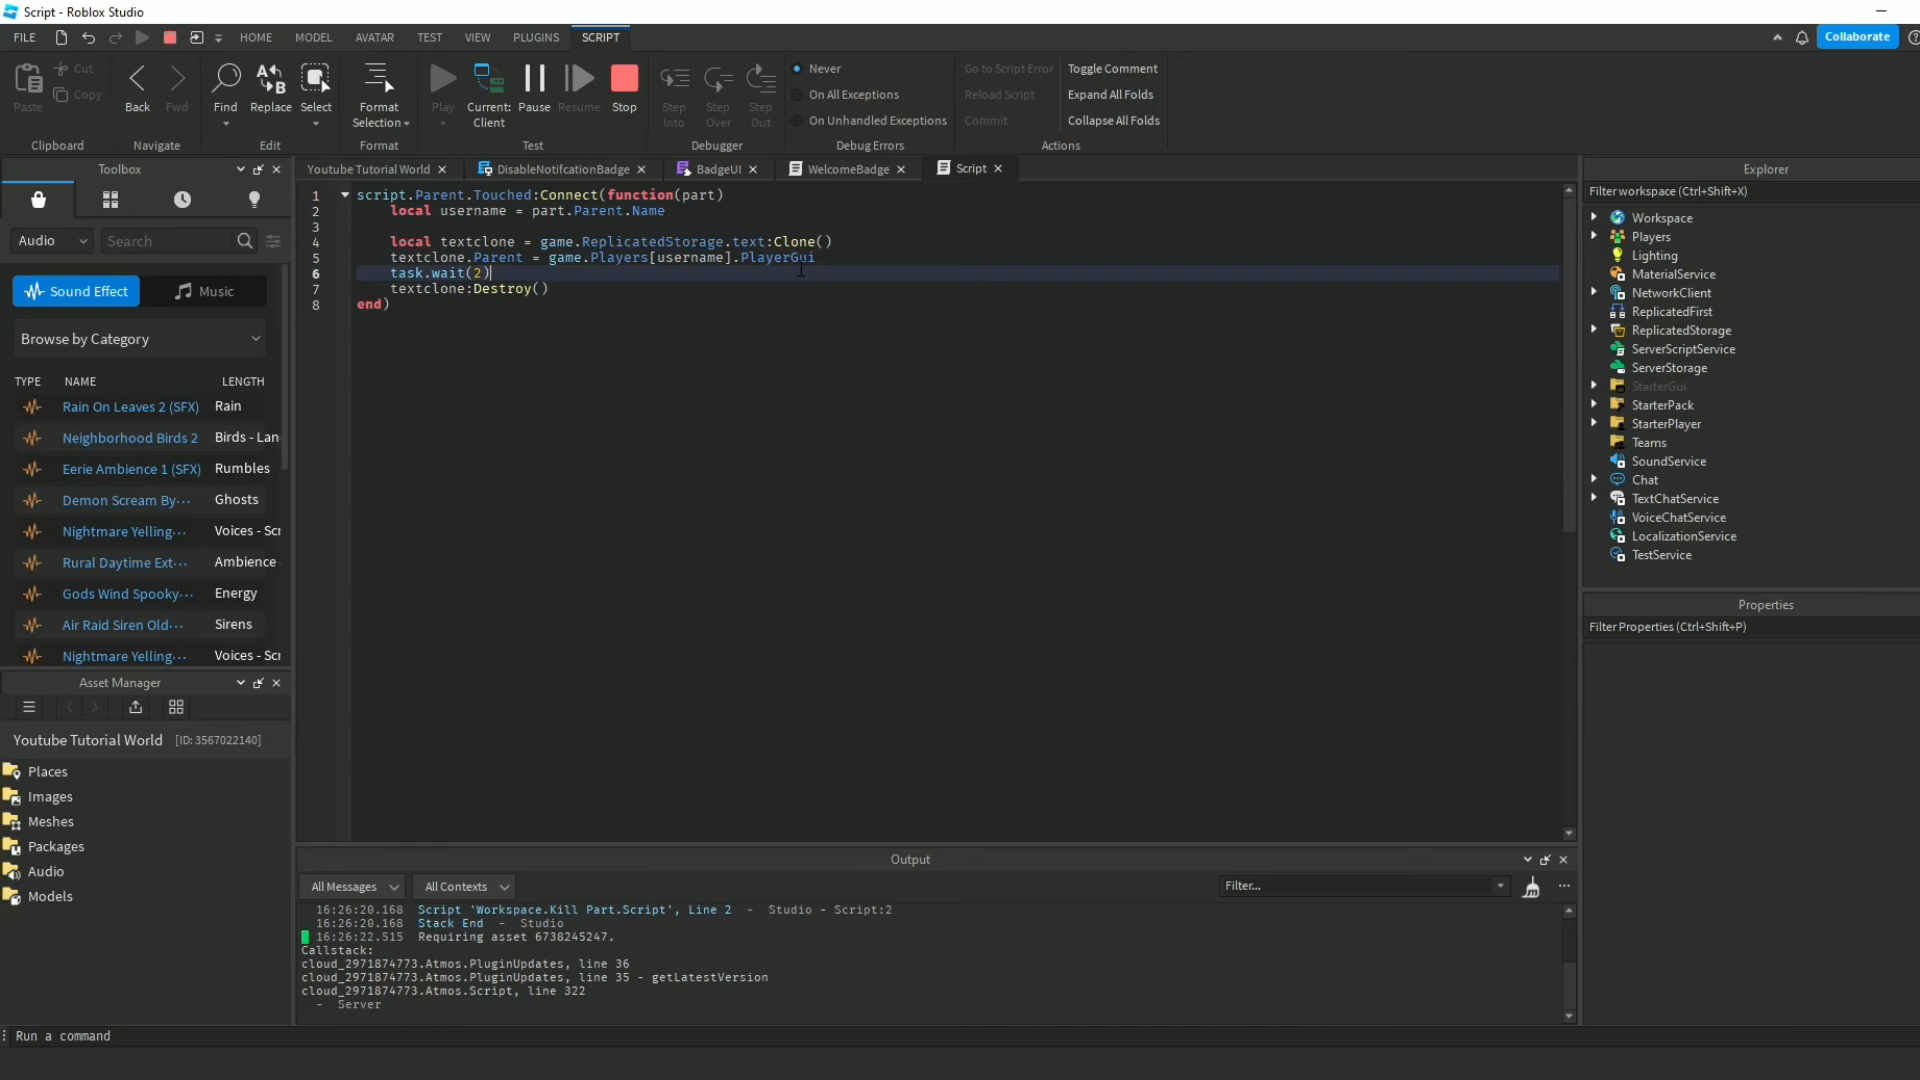 Script - Roblox Studio
FILE HOME MODEL AVATAR TEST VIEW PLUGINS SCRIPT Collaborate
Paste Cut Copy Clipboard
Back Fwd Navigate
Find Replace Select Edit
Format Selection Format
Play Current: Client Pause Resume Stop Test
Step Into Step Over Step Out Debugger
Never
On All Exceptions
On Unhandled Exceptions
Debug Errors
Go to Script Error Toggle Comment
Reload Script Expand All Folds
Commit Collapse All Folds
Actions
Toolbox
Audio Search
Sound Effect Music
Browse by Category
TYPE NAME LENGTH
Rain On Leaves 2 (SFX) Rain
Neighborhood Birds 2 Birds - Lan
Eerie Ambience 1 (SFX) Rumbles
Demon Scream By... Ghosts
Nightmare Yelling... Voices - Scr
Rural Daytime Ext... Ambience
Gods Wind Spooky... Energy
Air Raid Siren Old... Sirens
Nightmare Yelling... Voices - Scr
Asset Manager
Youtube Tutorial World [ID: 3567022140]
Places
Images
Meshes
Packages
Audio
Models
Youtube Tutorial World DisableNotifcationBadge BadgeUI WelcomeBadge Script
1 script.Parent.Touched:Connect(function(part)
2 local username = part.Parent.Name
3
4 local textclone = game.ReplicatedStorage.text:Clone()
5 textclone.Parent = game.Players[username].PlayerGui
6 task.wait(2)
7 textclone:Destroy()
8 end)
Output
All Messages All Contexts Filter...
16:26:20.168 Script 'Workspace.Kill Part.Script', Line 2 - Studio - Script:2
16:26:20.168 Stack End - Studio
16:26:22.515 Requiring asset 6738245247.
Callstack:
cloud_2971874773.Atmos.PluginUpdates, line 36
cloud_2971874773.Atmos.PluginUpdates, line 35 - getLatestVersion
cloud_2971874773.Atmos.Script, line 322
- Server
Explorer
Filter workspace (Ctrl+Shift+X)
Workspace
Players
Lighting
MaterialService
NetworkClient
ReplicatedFirst
ReplicatedStorage
ServerScriptService
ServerStorage
StarterGui
StarterPack
StarterPlayer
Teams
SoundService
Chat
TextChatService
VoiceChatService
LocalizationService
TestService
Properties
Filter Properties (Ctrl+Shift+P)
Run a command